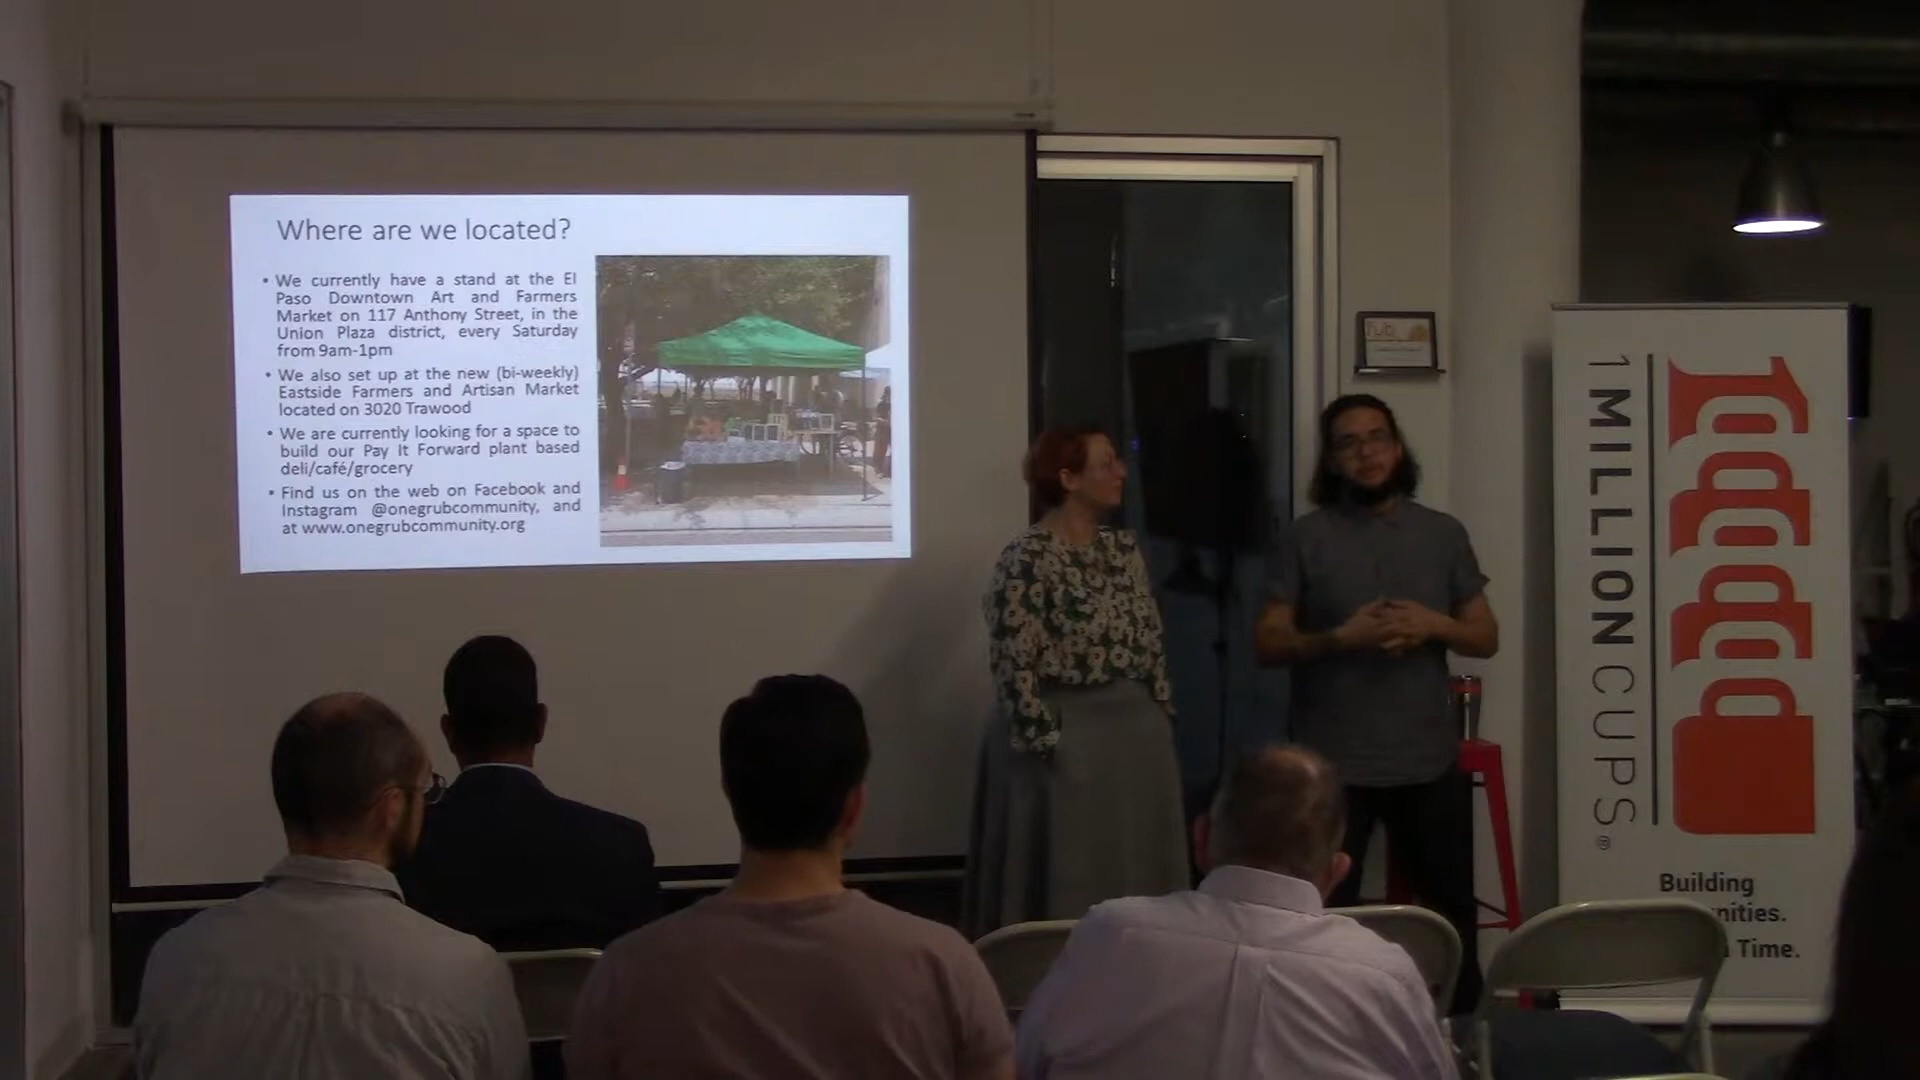 Where are we located?
• We currently have a stand at the El
Paso Downtown Art and Farmers
Market on 117 Anthony Street, in the
Union Plaza district, every Saturday
from 9am-1pm
• We also set up at the new (bi-weekly)
Eastside Farmers and Artisan Market
located on 3020 Trawood
• We are currently looking for a space to
build our Pay It Forward plant based
deli/café/grocery
• Find us on the web on Facebook and
Instagram @onegrubcommunity, and
at www.onegrubcommunity.org
1 MILLION CUPS®
Building
Time.